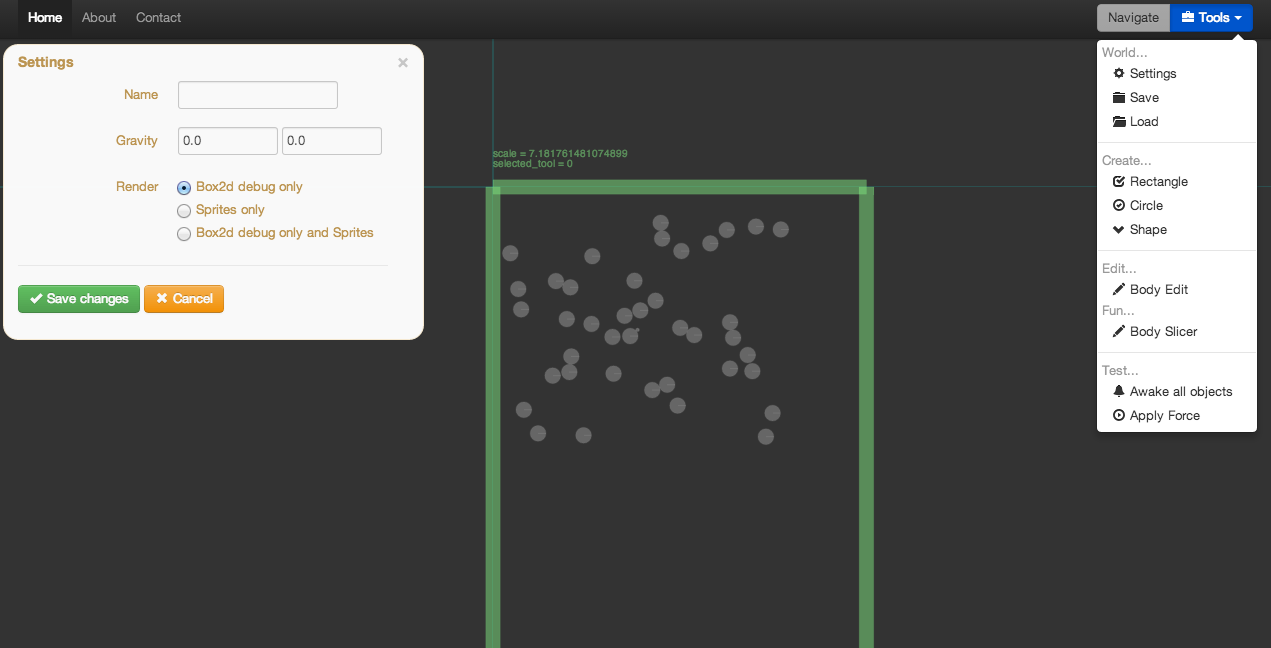 Home About Contact Navigate Tools
Settings ×
Name
Gravity 0.0 0.0
Render Box2d debug only
Sprites only
Box2d debug only and Sprites
Save changes Cancel
scale = 7.181761481074899
selected_tool = 0
World...
Settings
Save
Load
Create...
Rectangle
Circle
Shape
Edit...
Body Edit
Fun...
Body Slicer
Test...
Awake all objects
Apply Force